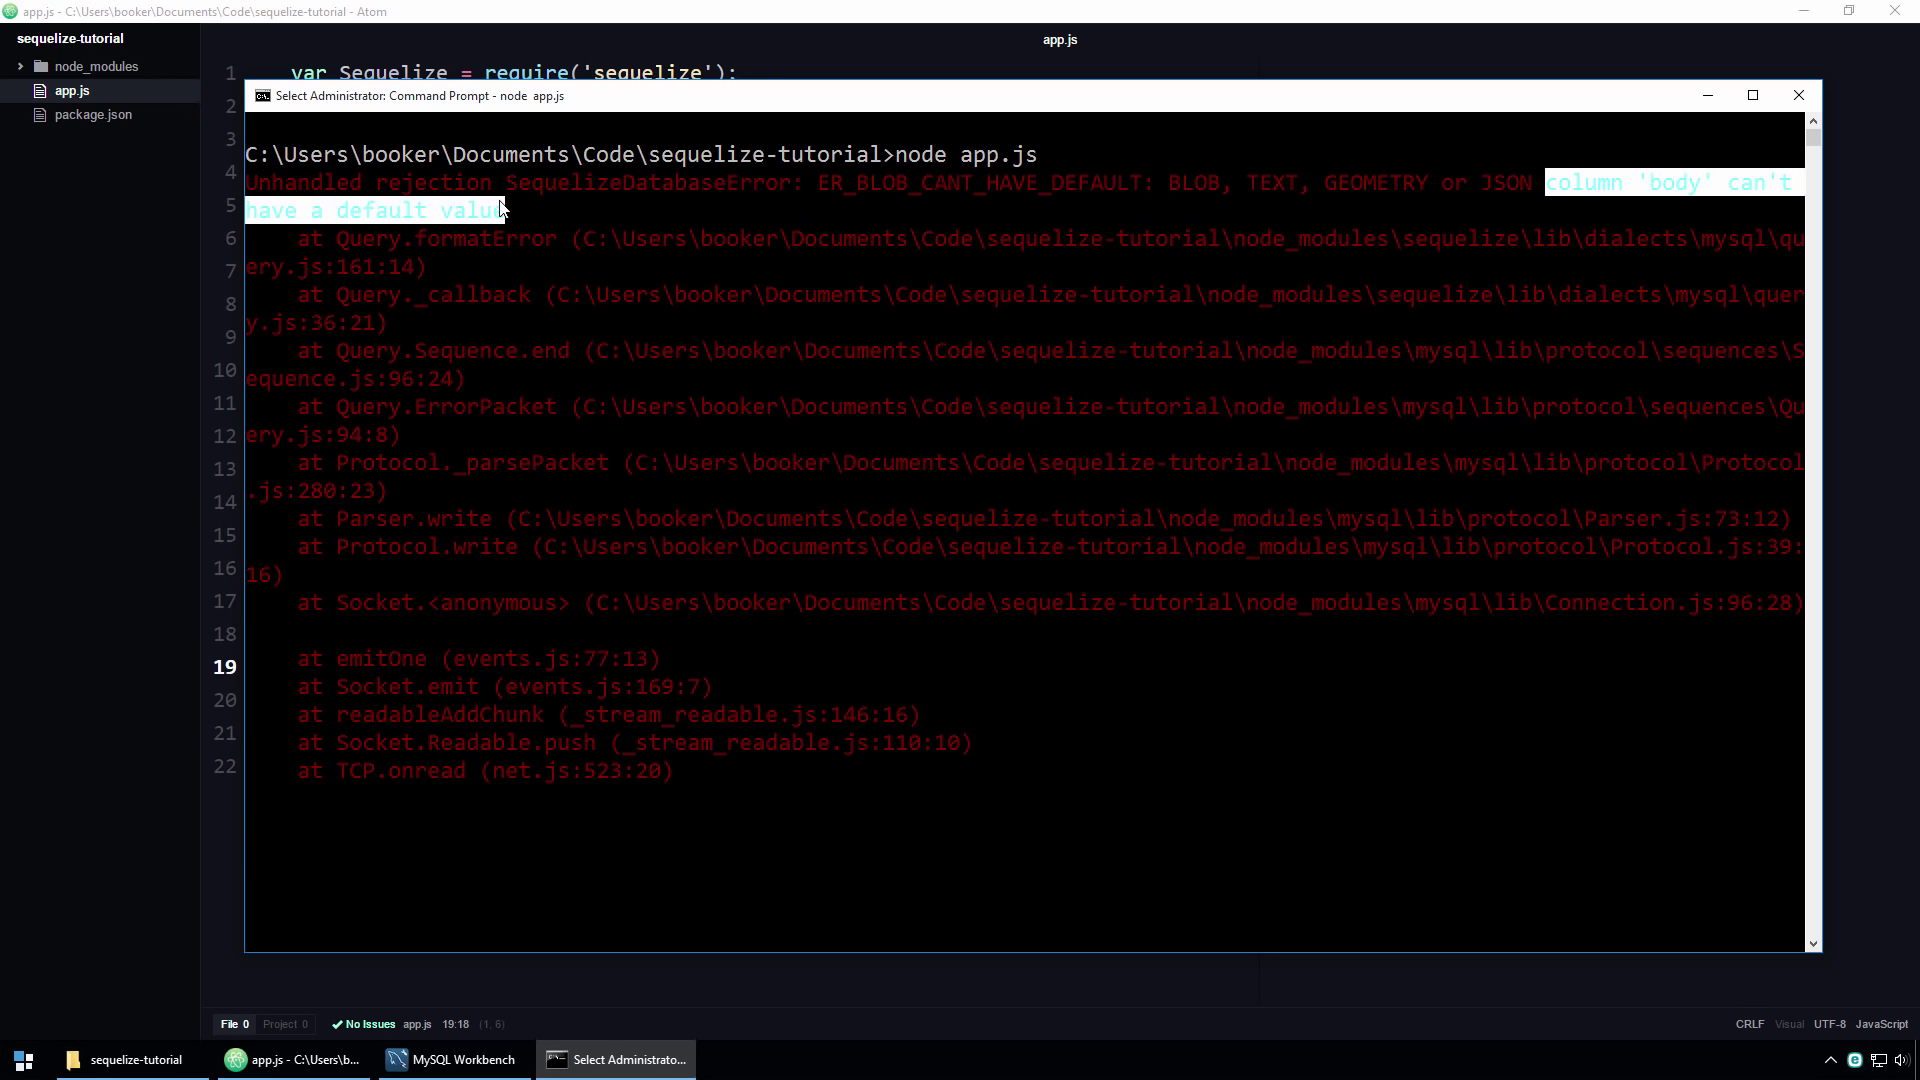 app.js - C:\Users\booker\Documents\Code\sequelize-tutorial - Atom
sequelize-tutorial
node_modules
app.js
package.json
app.js
1 var Sequelize = require('sequelize');
2
3
4
5
6
7
8
9
10
11
12
13
14
15
16
17
18
19
20
21
22
Select Administrator: Command Prompt - node app.js
C:\Users\booker\Documents\Code\sequelize-tutorial>node app.js
Unhandled rejection SequelizeDatabaseError: ER_BLOB_CANT_HAVE_DEFAULT: BLOB, TEXT, GEOMETRY or JSON column 'body' can't
have a default value
at Query.formatError (C:\Users\booker\Documents\Code\sequelize-tutorial\node_modules\sequelize\lib\dialects\mysql\qu
ery.js:161:14)
at Query._callback (C:\Users\booker\Documents\Code\sequelize-tutorial\node_modules\sequelize\lib\dialects\mysql\quer
y.js:36:21)
at Query.Sequence.end (C:\Users\booker\Documents\Code\sequelize-tutorial\node_modules\mysql\lib\protocol\sequences\S
equence.js:96:24)
at Query.ErrorPacket (C:\Users\booker\Documents\Code\sequelize-tutorial\node_modules\mysql\lib\protocol\sequences\Qu
ery.js:94:8)
at Protocol._parsePacket (C:\Users\booker\Documents\Code\sequelize-tutorial\node_modules\mysql\lib\protocol\Protocol
.js:280:23)
at Parser.write (C:\Users\booker\Documents\Code\sequelize-tutorial\node_modules\mysql\lib\protocol\Parser.js:73:12)
at Protocol.write (C:\Users\booker\Documents\Code\sequelize-tutorial\node_modules\mysql\lib\protocol\Protocol.js:39:
16)
at Socket.<anonymous> (C:\Users\booker\Documents\Code\sequelize-tutorial\node_modules\mysql\lib\Connection.js:96:28)
at emitOne (events.js:77:13)
at Socket.emit (events.js:169:7)
at readableAddChunk (_stream_readable.js:146:16)
at Socket.Readable.push (_stream_readable.js:110:10)
at TCP.onread (net.js:523:20)
File 0 Project 0 No Issues app.js 19:18 (1, 6) CRLF Visual UTF-8 JavaScript
sequelize-tutorial app.js - C:\Users\b... MySQL Workbench Select Administrato...